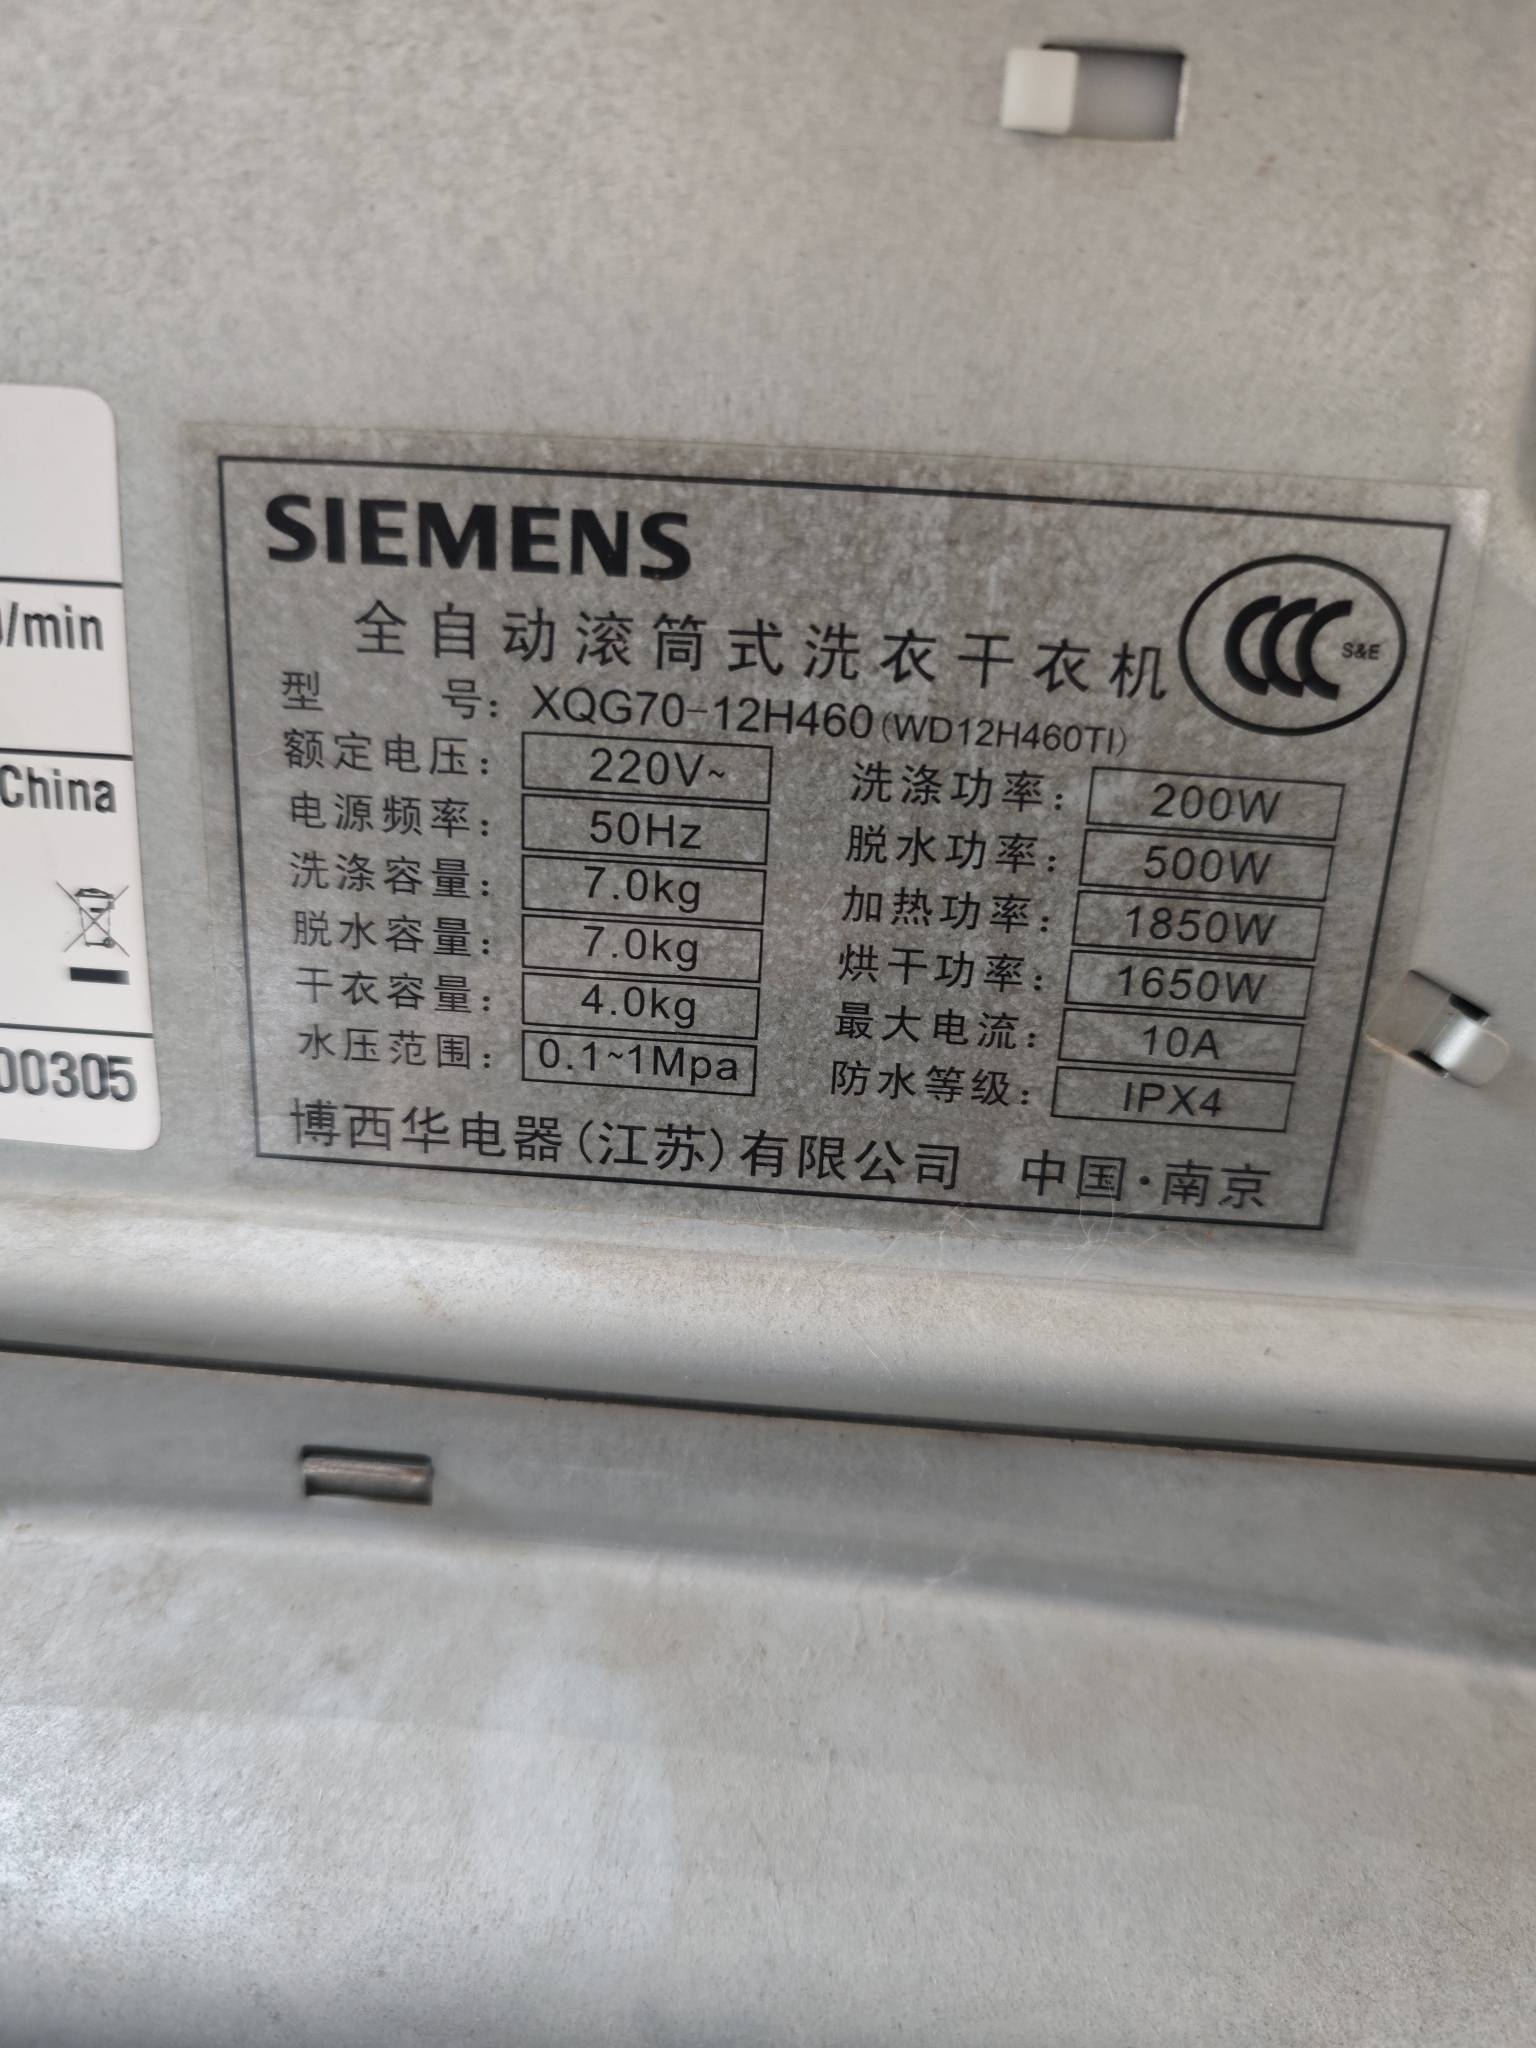 /min
China
00305
SIEMENS
全自动滚筒式洗衣干衣机
CCC S&E
型 号: XQG70-12H460(WD12H460TI)
额定电压: 220V~ 洗涤功率: 200W
电源频率: 50Hz 脱水功率: 500W
洗涤容量: 7.0kg 加热功率: 1850W
脱水容量: 7.0kg 烘干功率: 1650W
干衣容量: 4.0kg 最大电流: 10A
水压范围: 0.1~1Mpa 防水等级: IPX4
博西华电器(江苏)有限公司 中国·南京